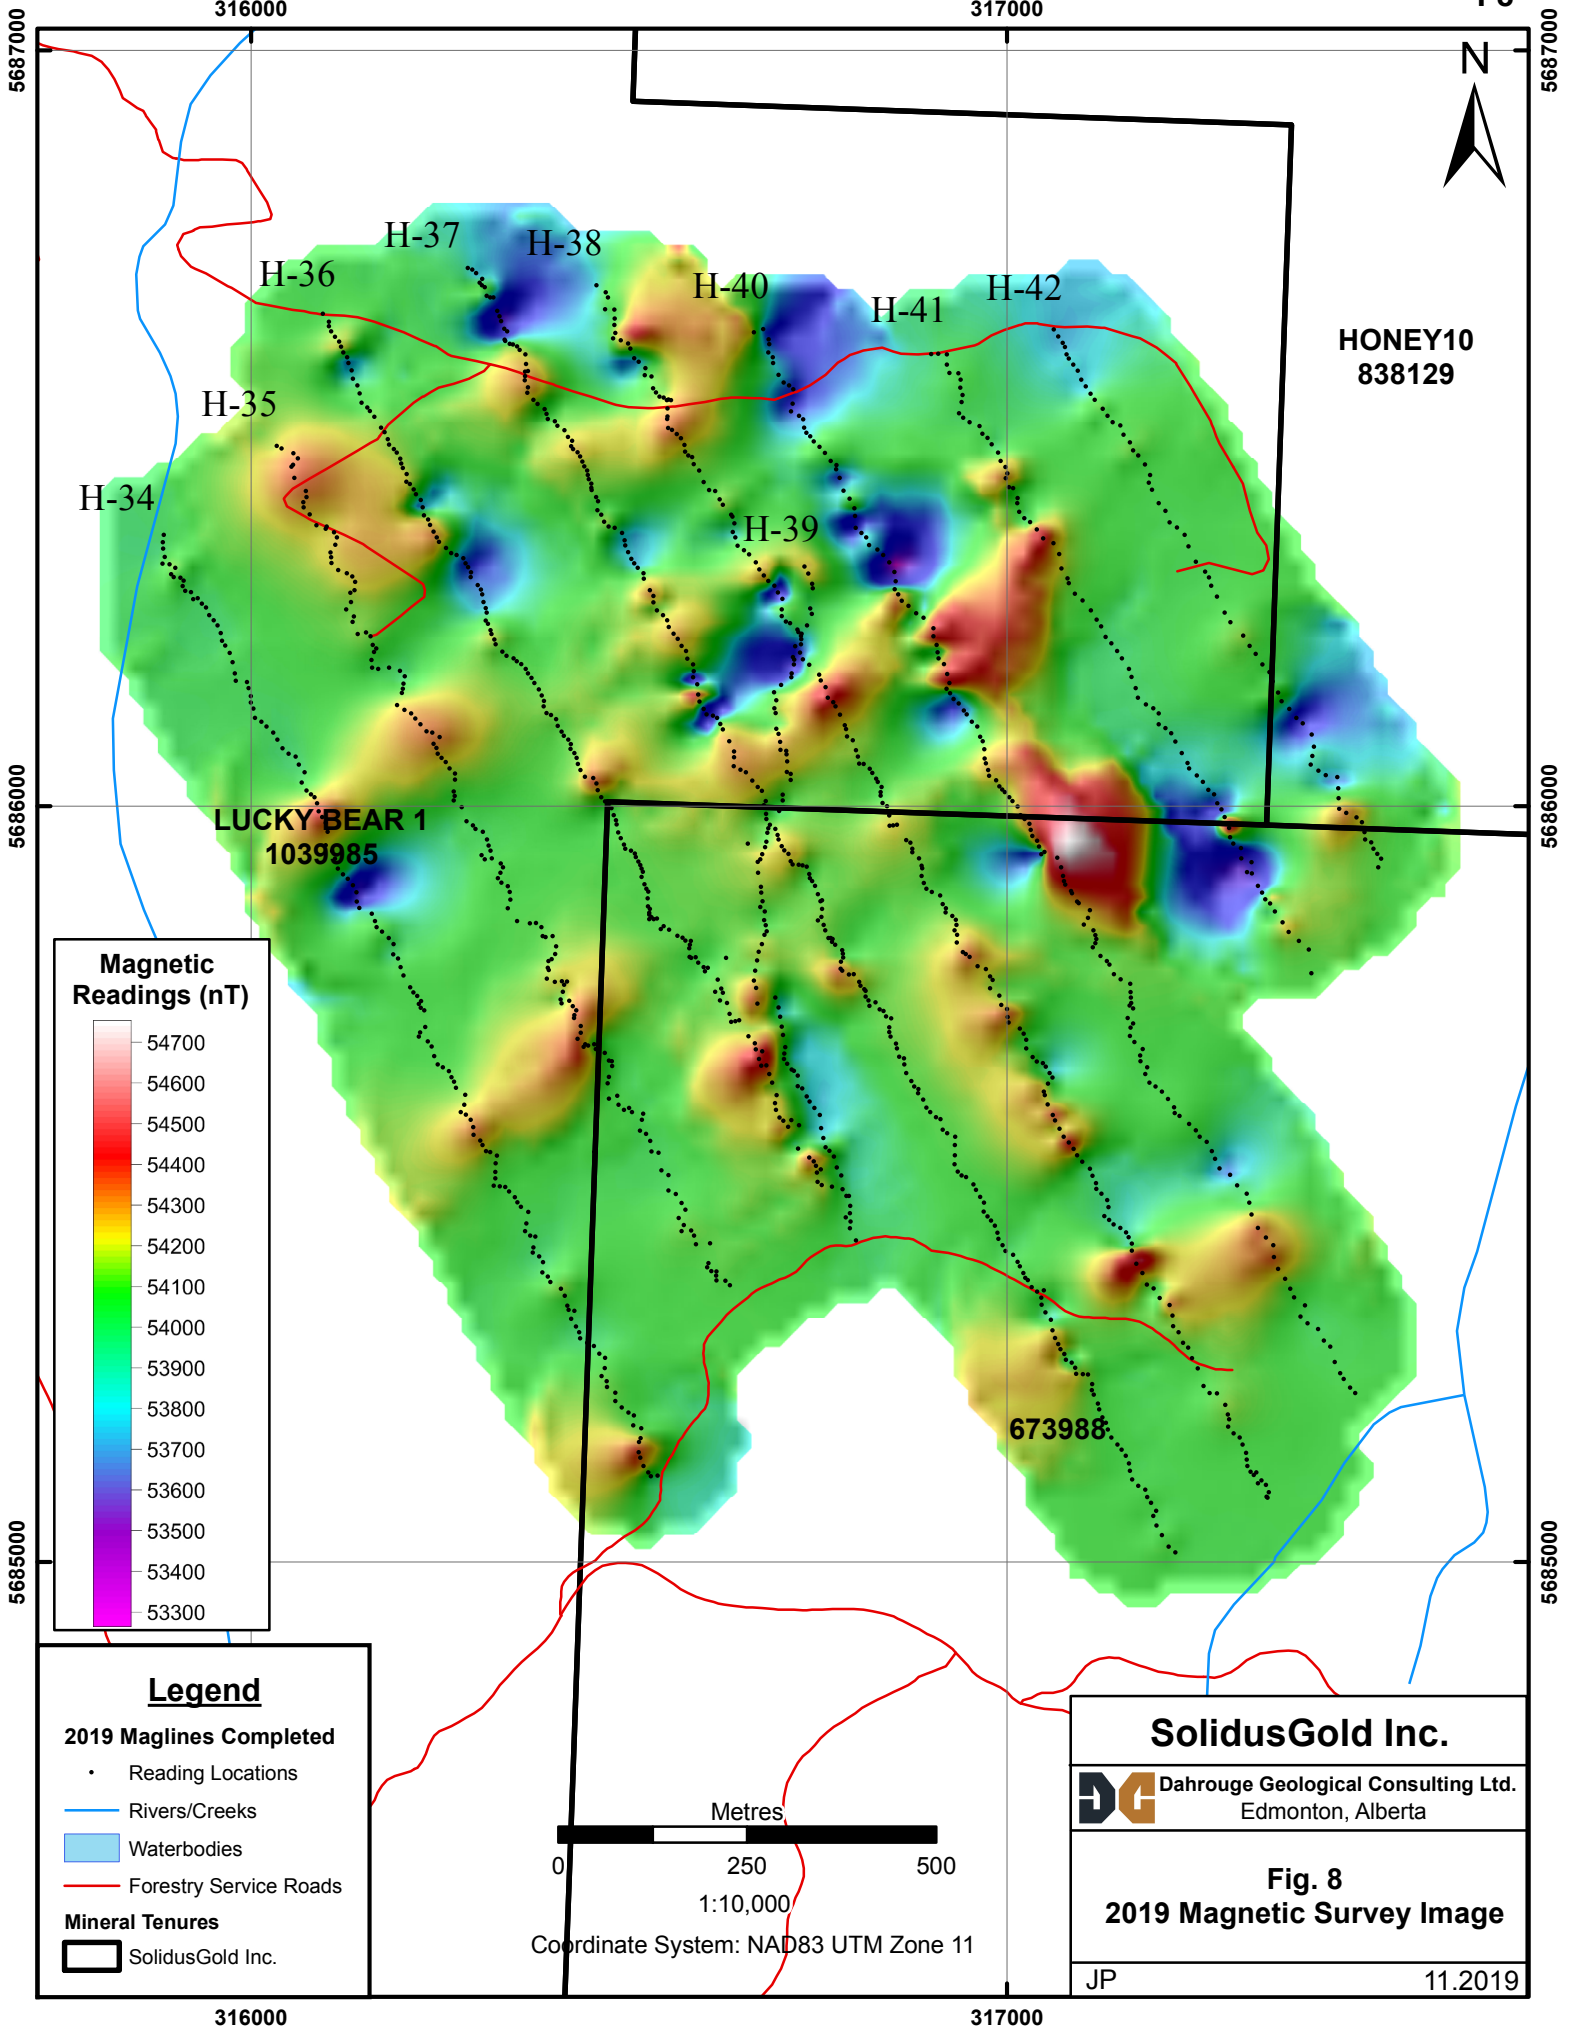 316000
317000
5687000
5687000
N
H-37
H-38
H-36
H-40
H-42
H-41
HONEY10
838129
H-35
H-34
H-39
5686000
5686000
LUCKY BEAR 1
1039985
Magnetic
Readings (nT)
54700
54600
54500
54400
54300
54200
54100
54000
53900
53800
53700
53600
53500
53400
53300
673988
5685000
5685000
Legend
2019 Maglines Completed
Reading Locations
Rivers/Creeks
Waterbodies
Forestry Service Roads
Mineral Tenures
SolidusGold Inc.
Metres
0 250 500
1:10,000
Coordinate System: NAD83 UTM Zone 11
SolidusGold Inc.
Dahrouge Geological Consulting Ltd.
Edmonton, Alberta
Fig. 8
2019 Magnetic Survey Image
JP 11.2019
316000
317000